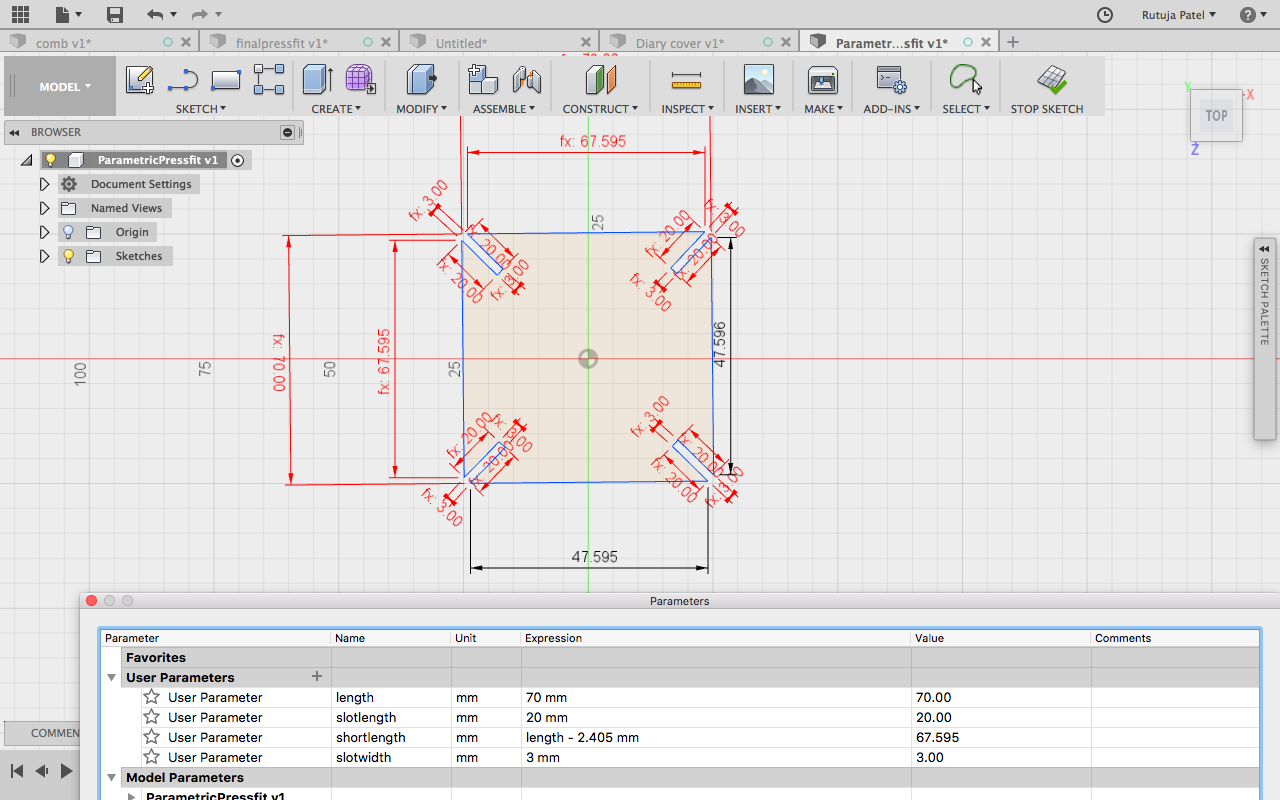 Rutuja Patel
comb v1*
finalpressfit v1*
Untitled*
Diary cover v1*
Parametr...sfit v1*
MODEL
SKETCH
CREATE
MODIFY
ASSEMBLE
CONSTRUCT
INSPECT
INSERT
MAKE
ADD-INS
SELECT
STOP SKETCH
BROWSER
ParametricPressfit v1
Document Settings
Named Views
Origin
Sketches
TOP
Y
X
Z
SKETCH PALETTE
fx: 67.595
fx: 3.00
fx: 3.00
25
fx: 20.00
fx: 20.00
fx: 20.00
fx: 20.00
fx: 3.00
fx: 3.00
fx: 70.00
fx: 67.595
47.596
100
75
50
25
fx: 20.00
fx: 3.00
fx: 20.00
fx: 3.00
fx: 3.00
fx: 20.00
fx: 20.00
fx: 3.00
47.595
Parameters
Parameter Name Unit Expression Value Comments
Favorites
User Parameters
User Parameter length mm 70 mm 70.00
User Parameter slotlength mm 20 mm 20.00
User Parameter shortlength mm length - 2.405 mm 67.595
User Parameter slotwidth mm 3 mm 3.00
Model Parameters
ParametricPressfit v1
COMMEN